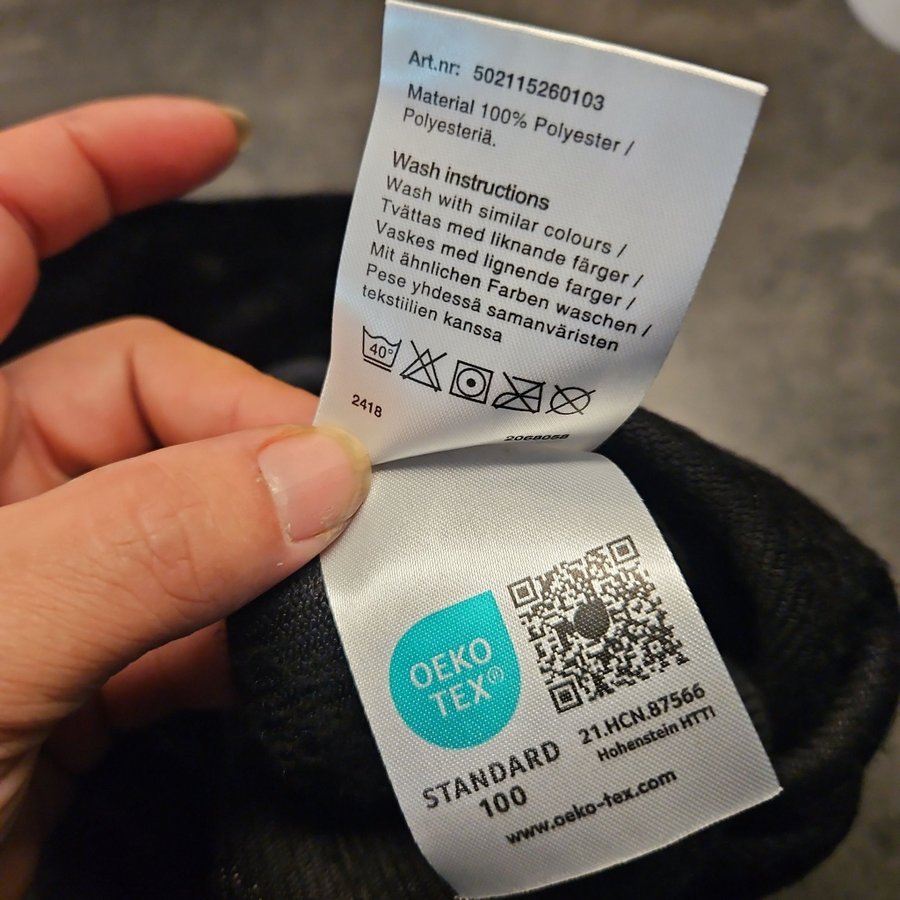 Art.nr: 502115260103
Material 100% Polyester /
Polyesteriä.
Wash instructions
Wash with similar colours /
Tvättas med liknande färger /
Vaskes med lignende farger /
Mit ähnlichen Farben waschen /
Pese yhdessä samanväristen
tekstiilien kanssa
40°
2418
2068058
OEKO
TEX®
STANDARD
100
21.HCN.87566
Hohenstein HTTI
www.oeko-tex.com